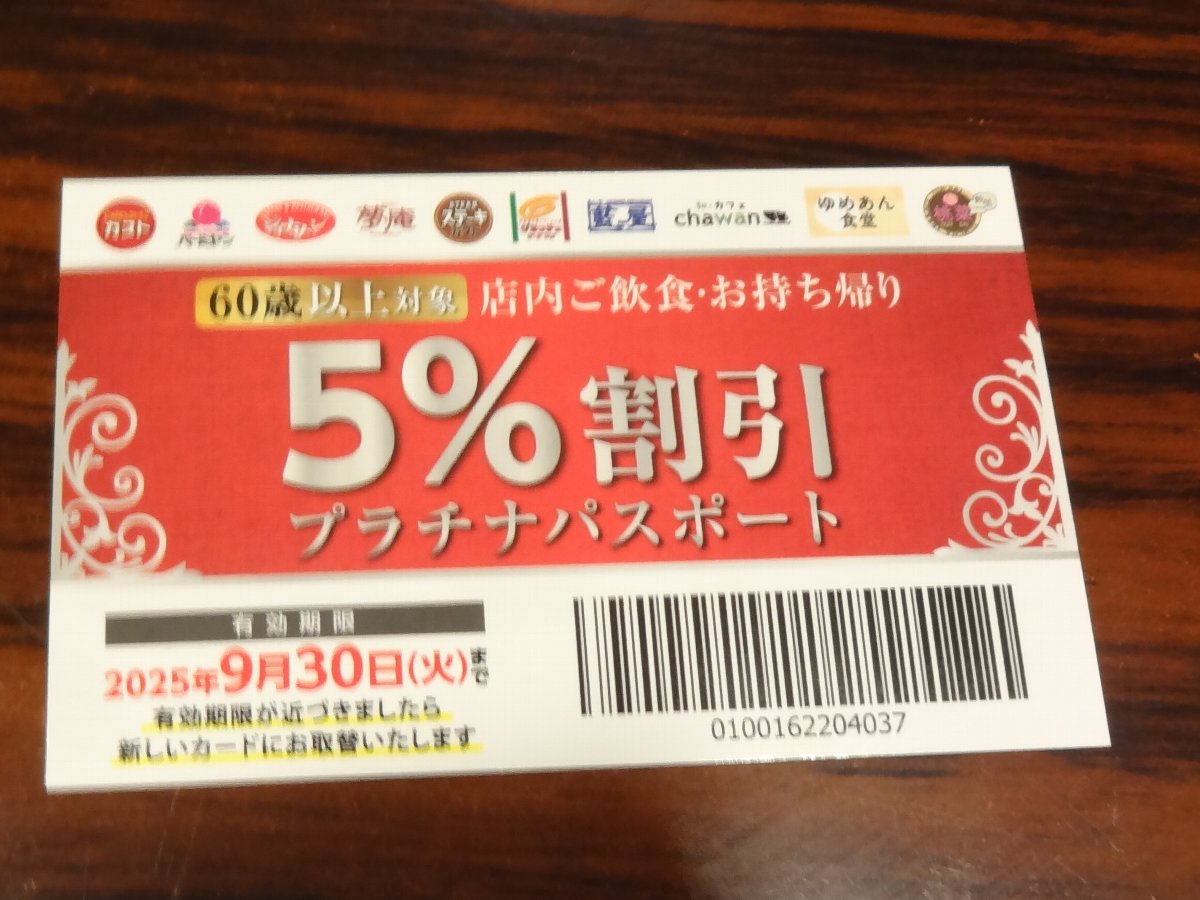 ガスト
バーミヤン
ジョナサン
夢庵
ステーキ
藍屋
chawan
ゆめあん
食堂
60歳以上対象 店内ご飲食・お持ち帰り
5%割引
プラチナパスポート
有効期限
2025年9月30日(火)まで
有効期限が近づきましたら
新しいカードにお取替いたします
0100162204037